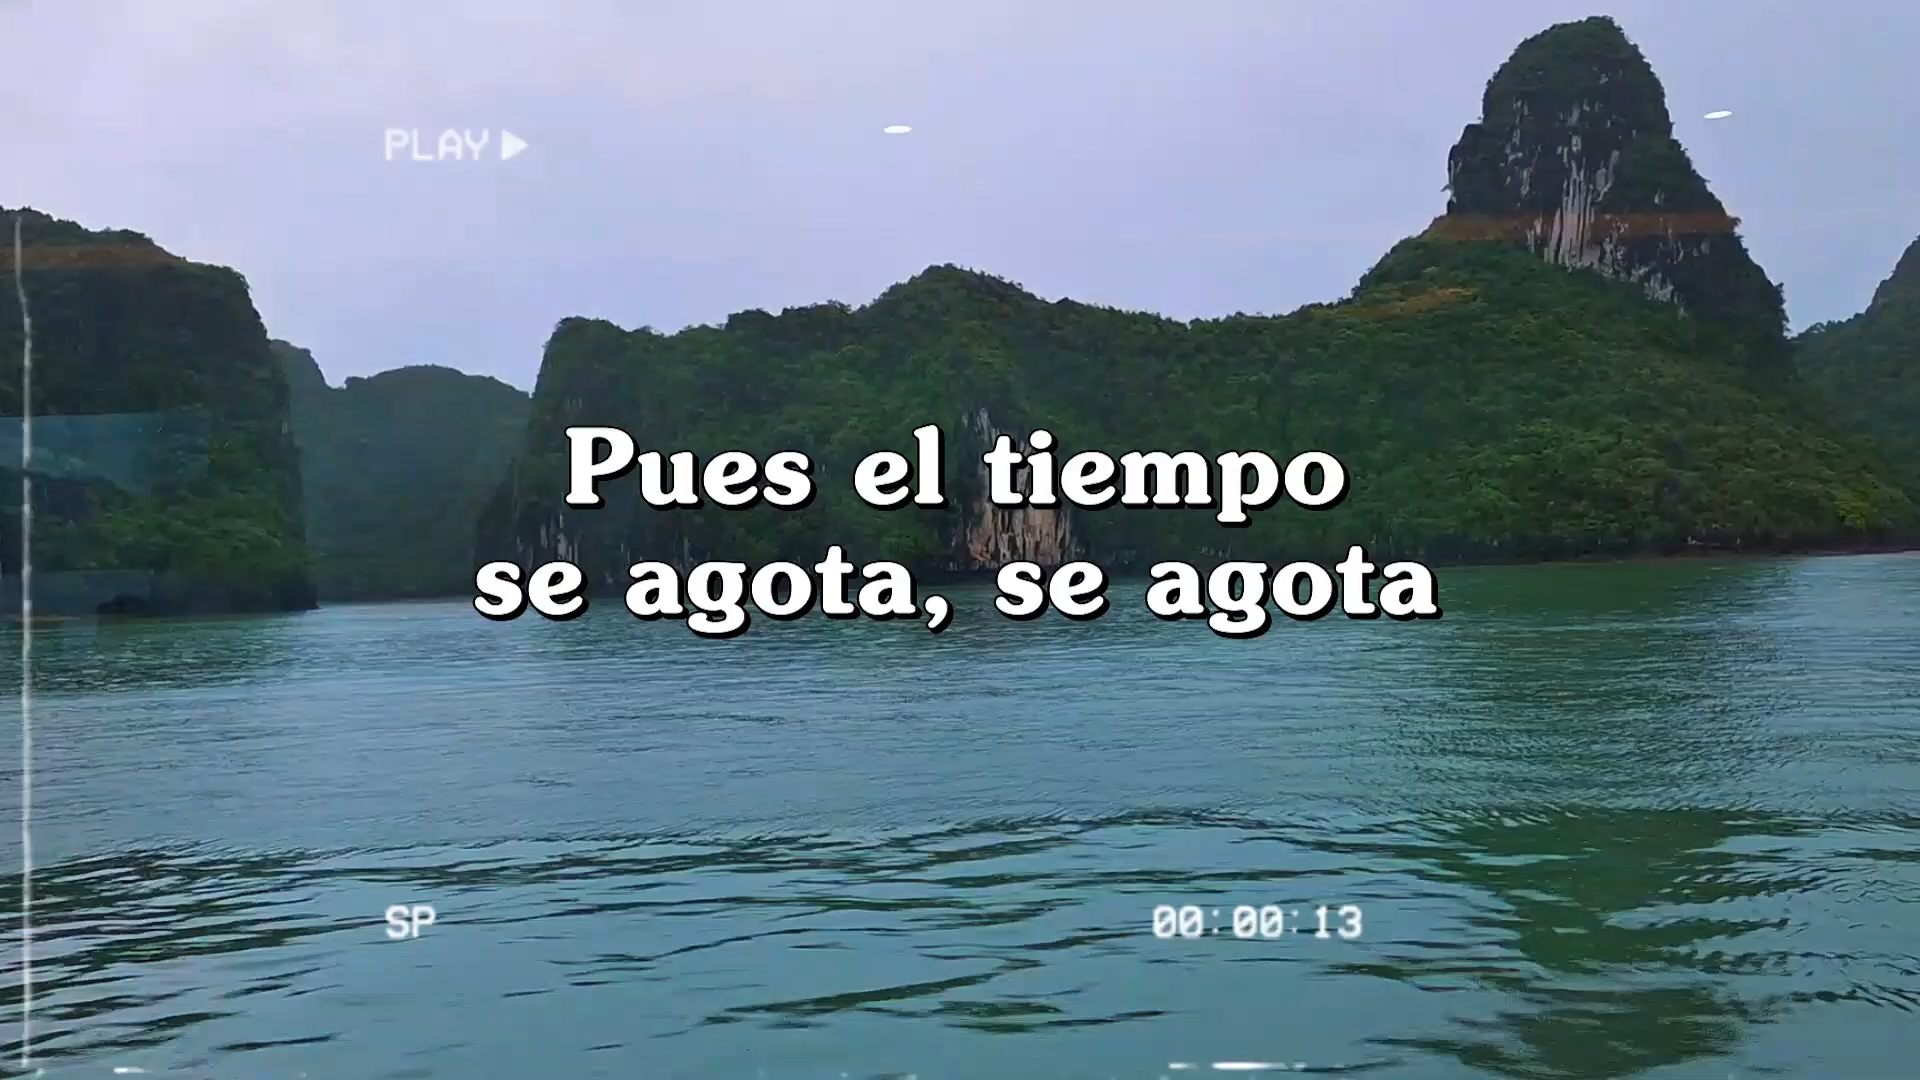 PLAY
Pues el tiempo
se agota, se agota
SP
00:00:13